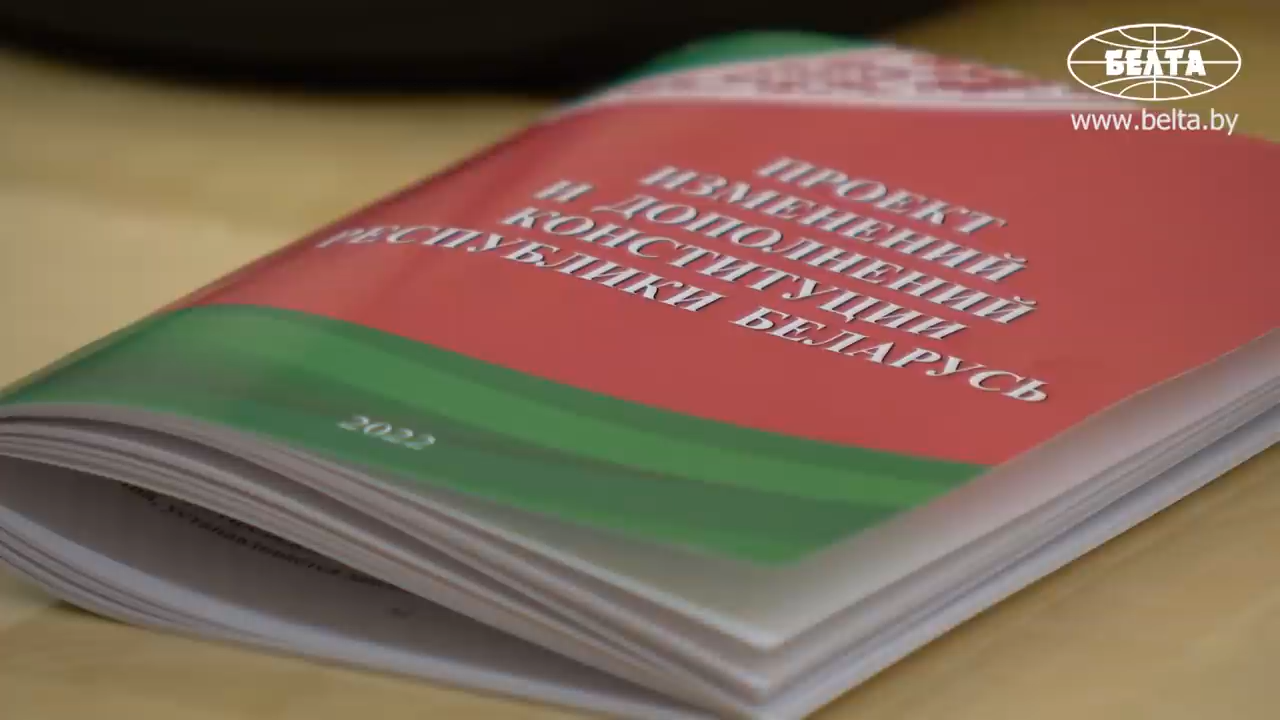 БЕЛТА
www.belta.by
ПРОЕКТ
ИЗМЕНЕНИЙ
И ДОПОЛНЕНИЙ
КОНСТИТУЦИИ
РЕСПУБЛИКИ БЕЛАРУСЬ
2022